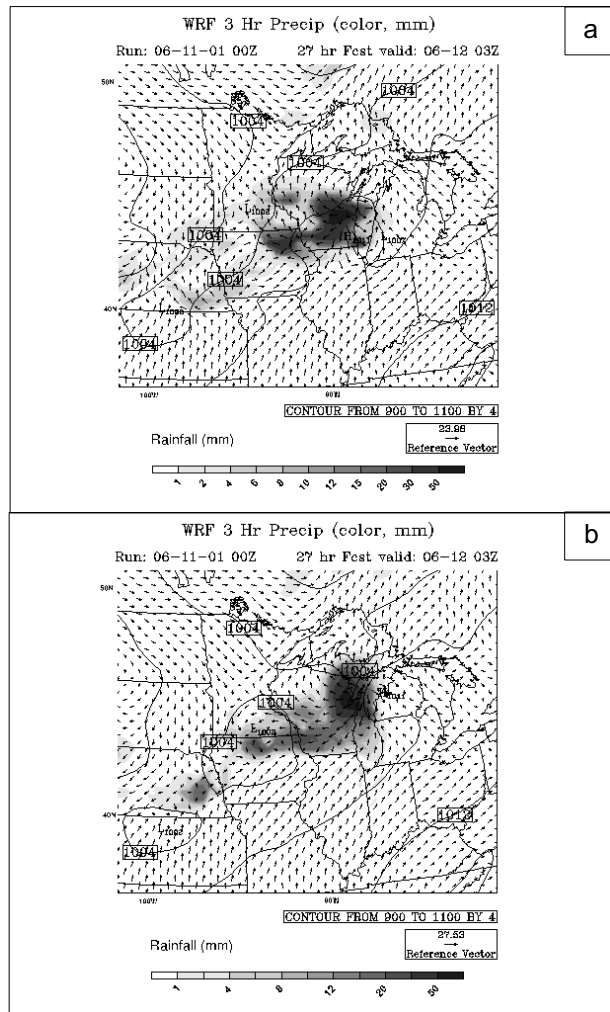 a
WRF 3 Hr Precip (color, mm)
Run: 06-11-01 00Z 27 hr Fcst valid: 06-12 03Z
50N
1004
1004
1004
1004
1004
40N
1012
1004
100W 90W
CONTOUR FROM 900 TO 1100 BY 4
23.98
Reference Vector
Rainfall (mm)
1 2 4 6 8 10 12 15 20 30 50
b
WRF 3 Hr Precip (color, mm)
Run: 06-11-01 00Z 27 hr Fcst valid: 06-12 03Z
50N
1004
1004
1004
1004
40N
1012
1004
100W 90W
CONTOUR FROM 900 TO 1100 BY 4
27.53
Reference Vector
Rainfall (mm)
1 4 8 12 20 50